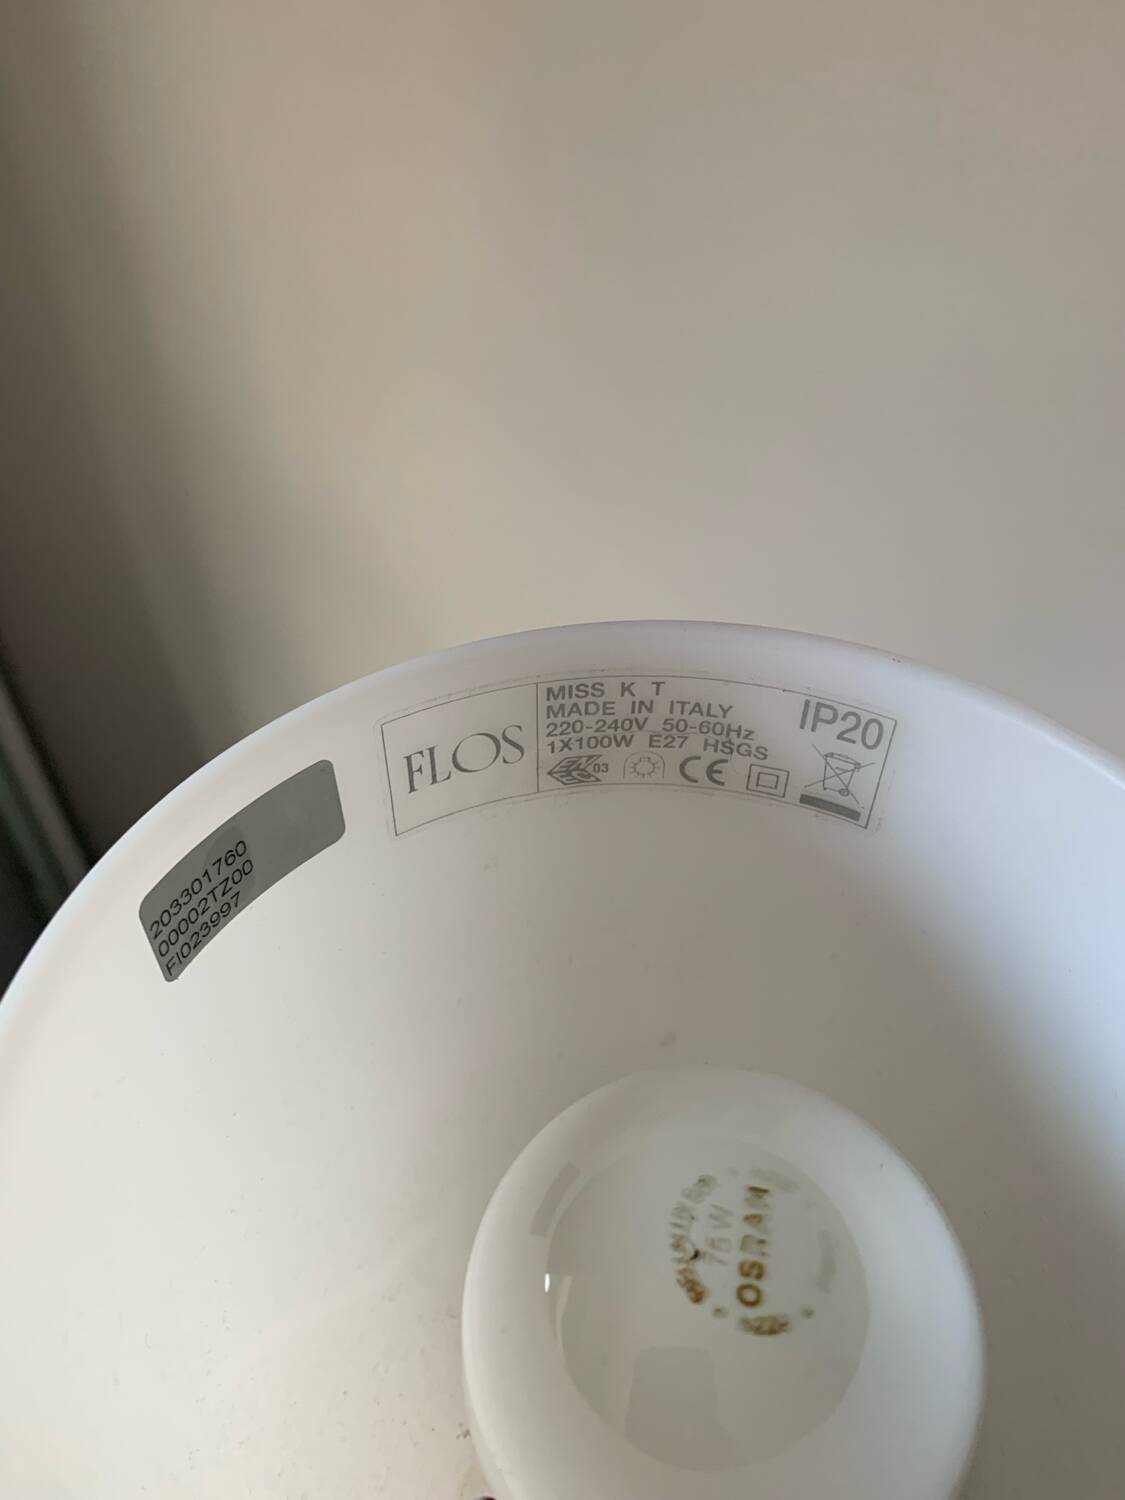 FLOS
MISS K T
MADE IN ITALY
220-240V 50-60Hz
1X100W E27 HSGS
03
CE
IP20
203301760
00002TZ00
FI023997
75W
OSRAM